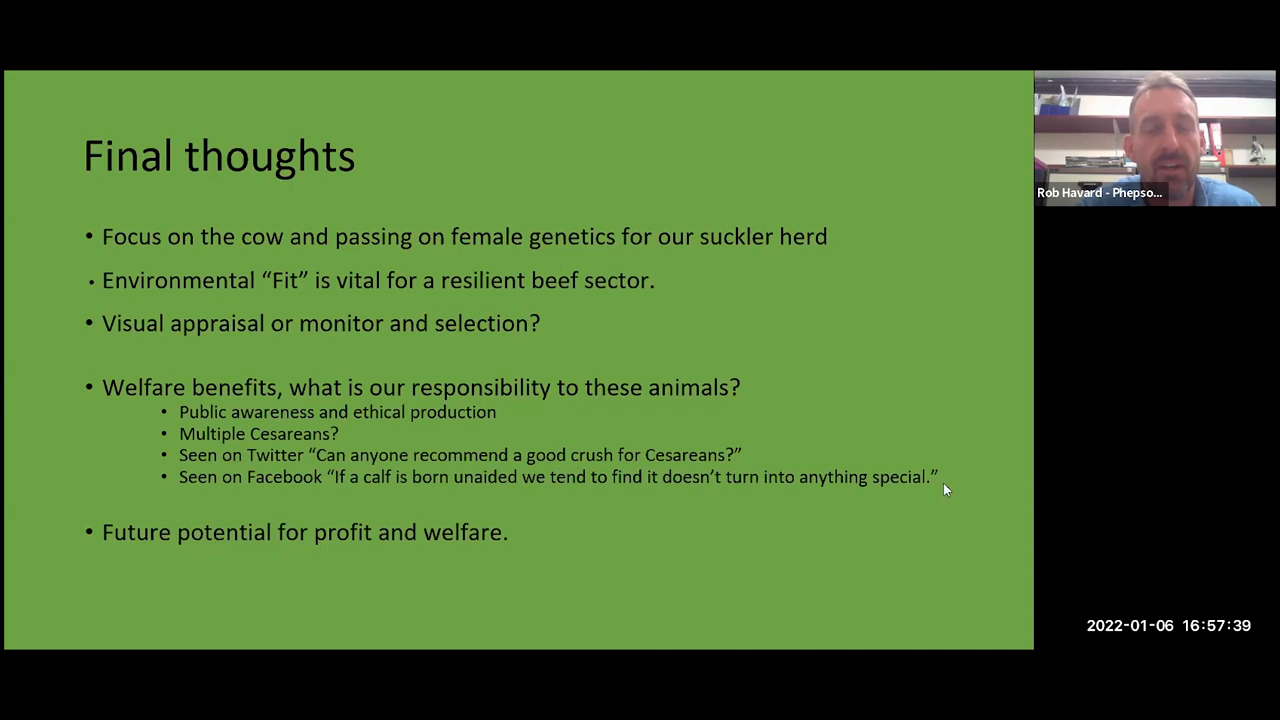 Final thoughts
• Focus on the cow and passing on female genetics for our suckler herd
• Environmental “Fit” is vital for a resilient beef sector.
• Visual appraisal or monitor and selection?
• Welfare benefits, what is our responsibility to these animals?
• Public awareness and ethical production
• Multiple Cesareans?
• Seen on Twitter “Can anyone recommend a good crush for Cesareans?”
• Seen on Facebook “If a calf is born unaided we tend to find it doesn’t turn into anything special.”
• Future potential for profit and welfare.
Rob Havard - Phepso...
2022-01-06 16:57:39